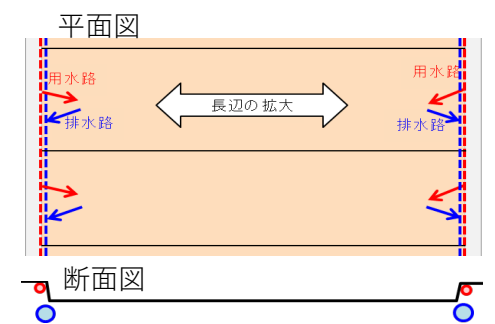 平面図
用水路
用水路
長辺の拡大
排水路
排水路
断面図